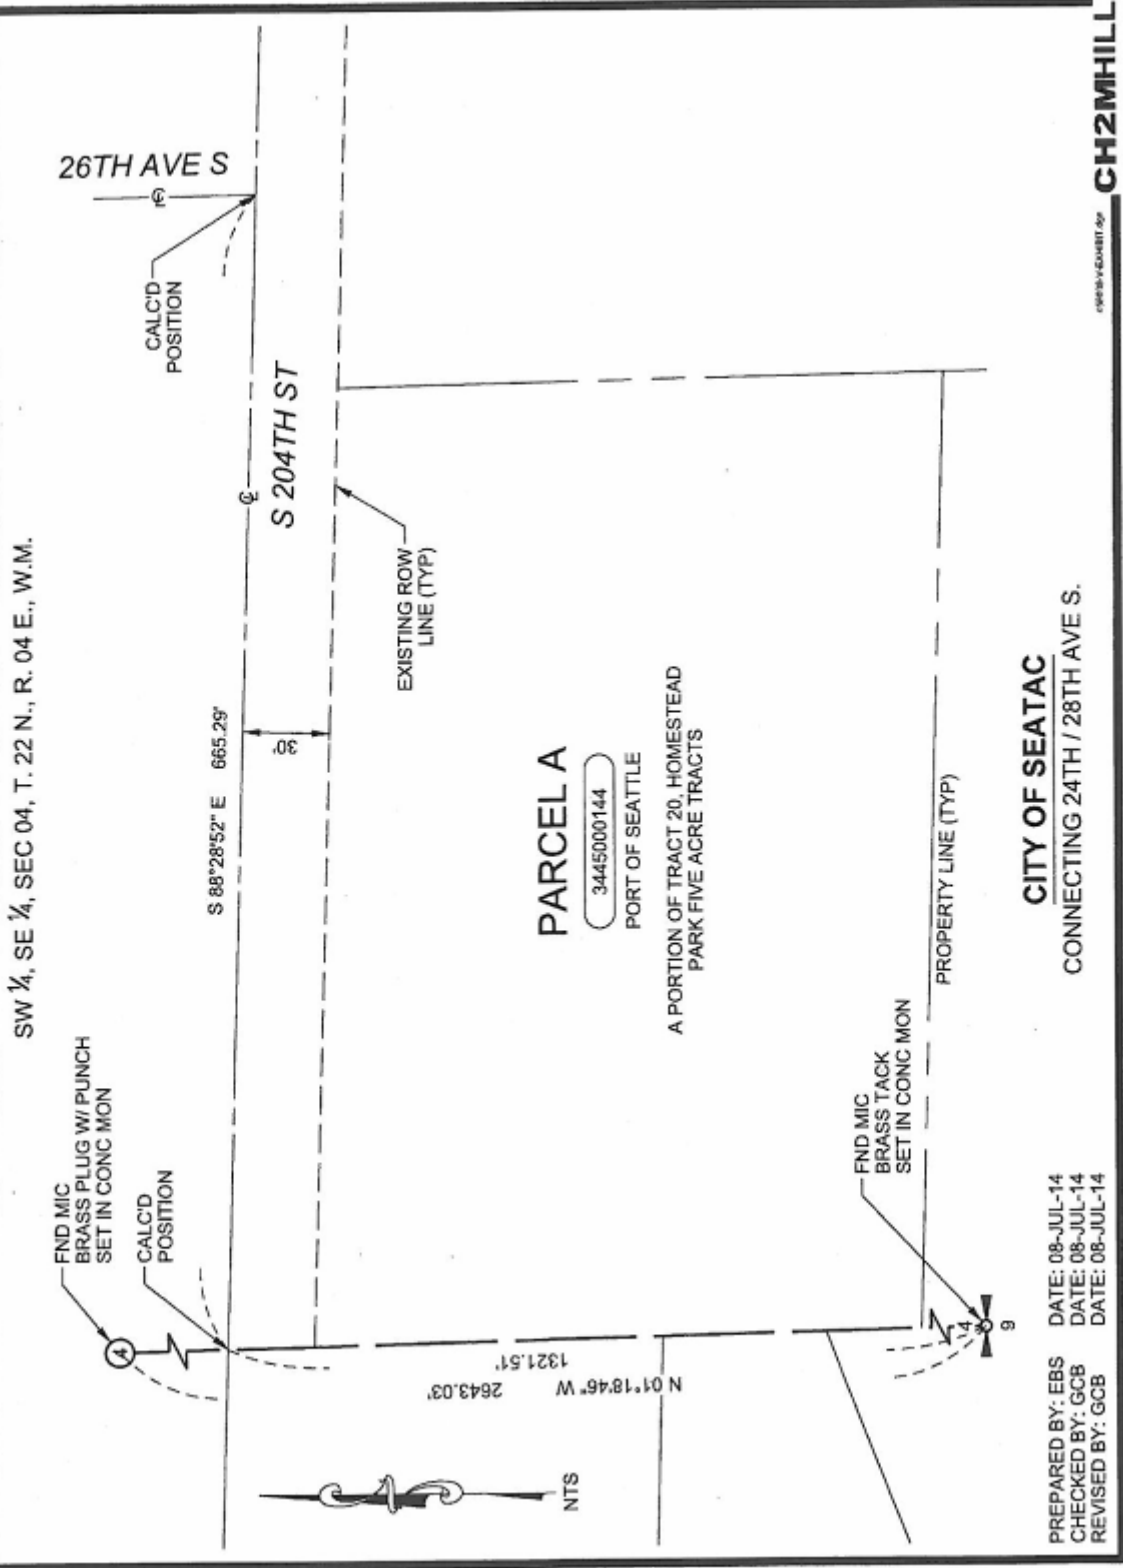 SW ¼, SE ¼, SEC 04, T. 22 N., R. 04 E., W.M.
FND MIC
BRASS PLUG W/ PUNCH
SET IN CONC MON
4
CALC'D
POSITION
26TH AVE S
CALC'D
POSITION
S 88°28'52" E 665.29'
S 204TH ST
30'
EXISTING ROW
LINE (TYP)
N 01°18'46" W
2643.03'
1321.51'
NTS
PARCEL A
3445000144
PORT OF SEATTLE
A PORTION OF TRACT 20, HOMESTEAD
PARK FIVE ACRE TRACTS
FND MIC
BRASS TACK
SET IN CONC MON
PROPERTY LINE (TYP)
4
9
PREPARED BY: EBS DATE: 08-JUL-14
CHECKED BY: GCB DATE: 08-JUL-14
REVISED BY: GCB DATE: 08-JUL-14
CITY OF SEATAC
CONNECTING 24TH / 28TH AVE S.
CH2MHILL